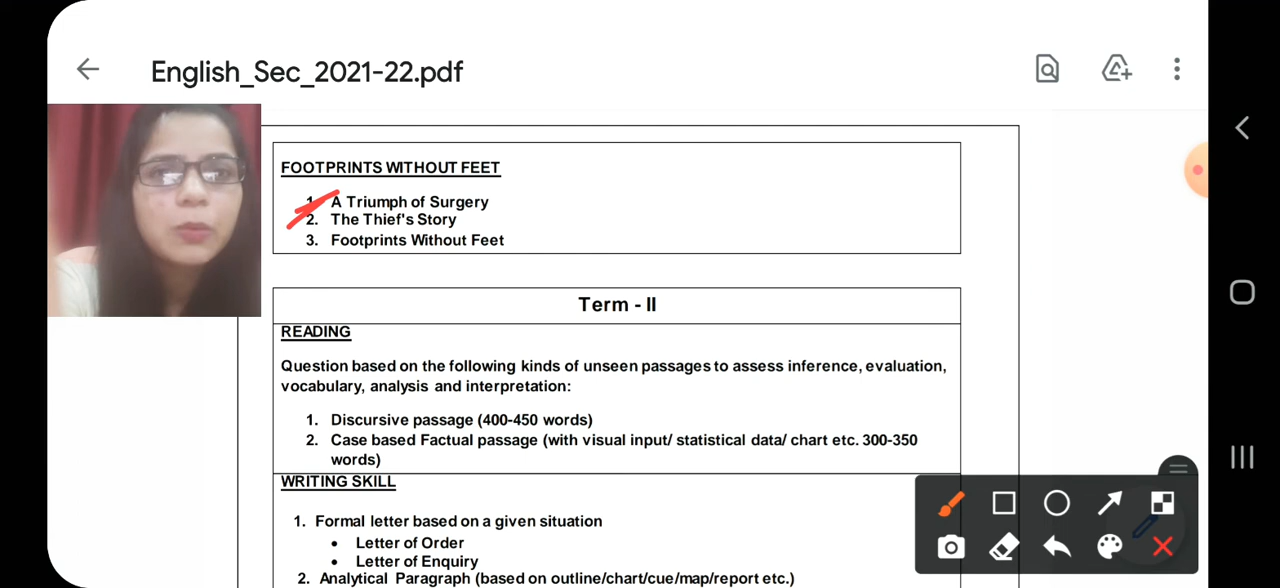 English_Sec_2021-22.pdf
FOOTPRINTS WITHOUT FEET
1. A Triumph of Surgery
2. The Thief's Story
3. Footprints Without Feet
Term - II
READING
Question based on the following kinds of unseen passages to assess inference, evaluation,
vocabulary, analysis and interpretation:
1. Discursive passage (400-450 words)
2. Case based Factual passage (with visual input/ statistical data/ chart etc. 300-350
words)
WRITING SKILL
1. Formal letter based on a given situation
• Letter of Order
• Letter of Enquiry
2. Analytical Paragraph (based on outline/chart/cue/map/report etc.)